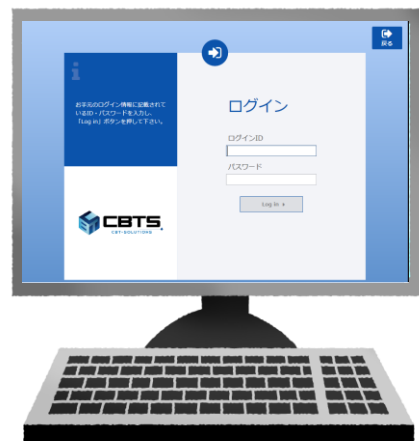 戻る
お手元のログイン情報に記載されて
いるID・パスワードを入力し、
「Log in」ボタンを押して下さい。
ログイン
ログインID
パスワード
Log in
CBTS.
CBT-SOLUTIONS